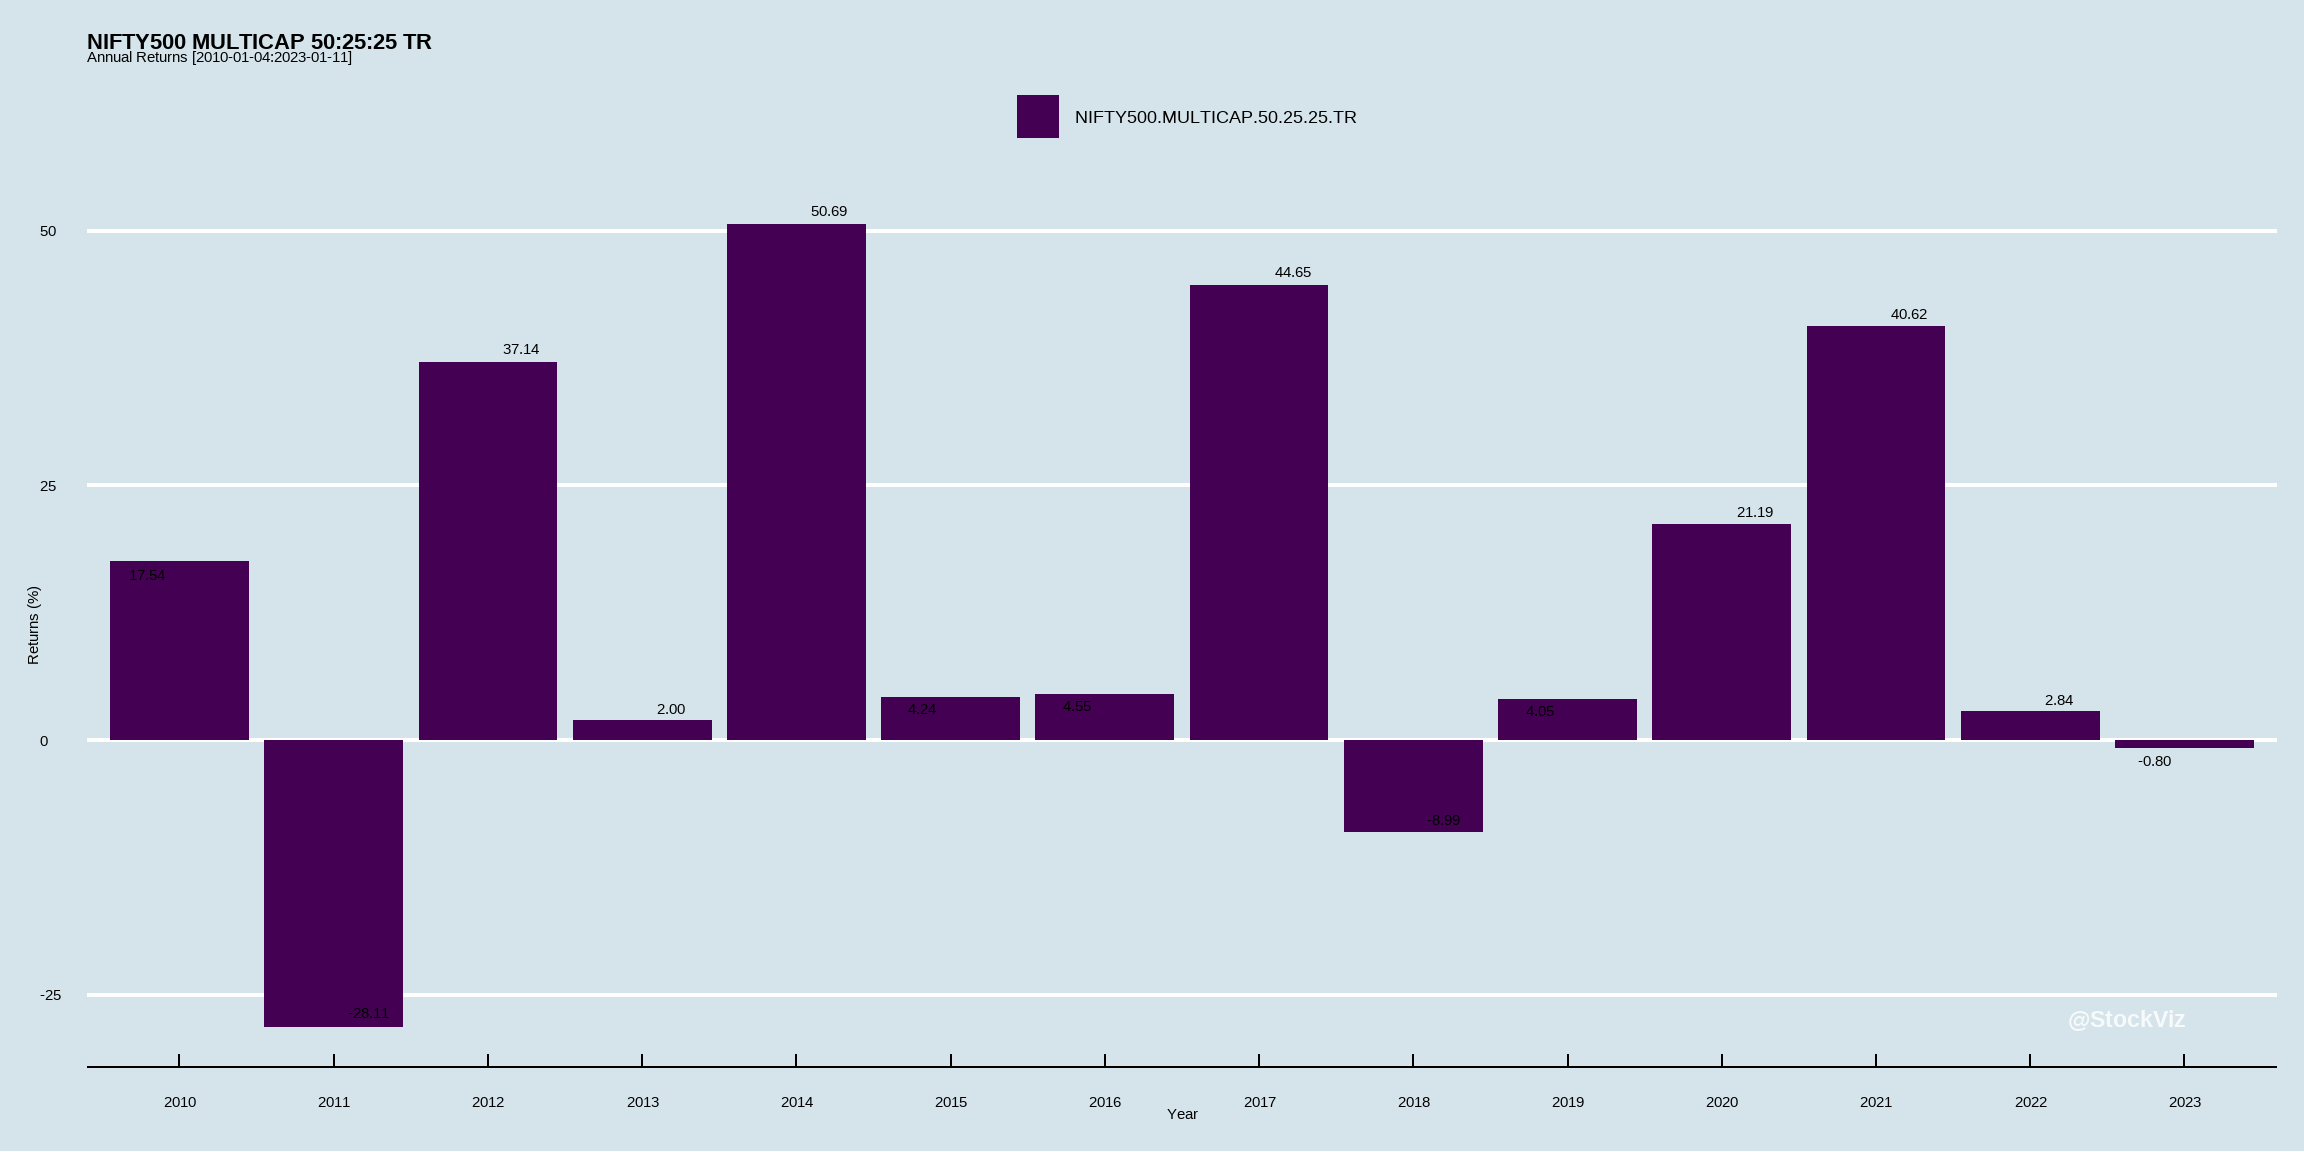 NIFTY500 MULTICAP 50:25:25 TR
Annual Returns [2010-01-04:2023-01-11]
NIFTY500.MULTICAP.50.25.25.TR
50.69
50
44.65
40.62
37.14
25
21.19
17.54
Returns (%)
4.24
4.55
4.05
2.00
2.84
0
-0.80
-8.99
-25
-28.11
@StockViz
2010 2011 2012 2013 2014 2015 2016 2017 2018 2019 2020 2021 2022 2023
Year